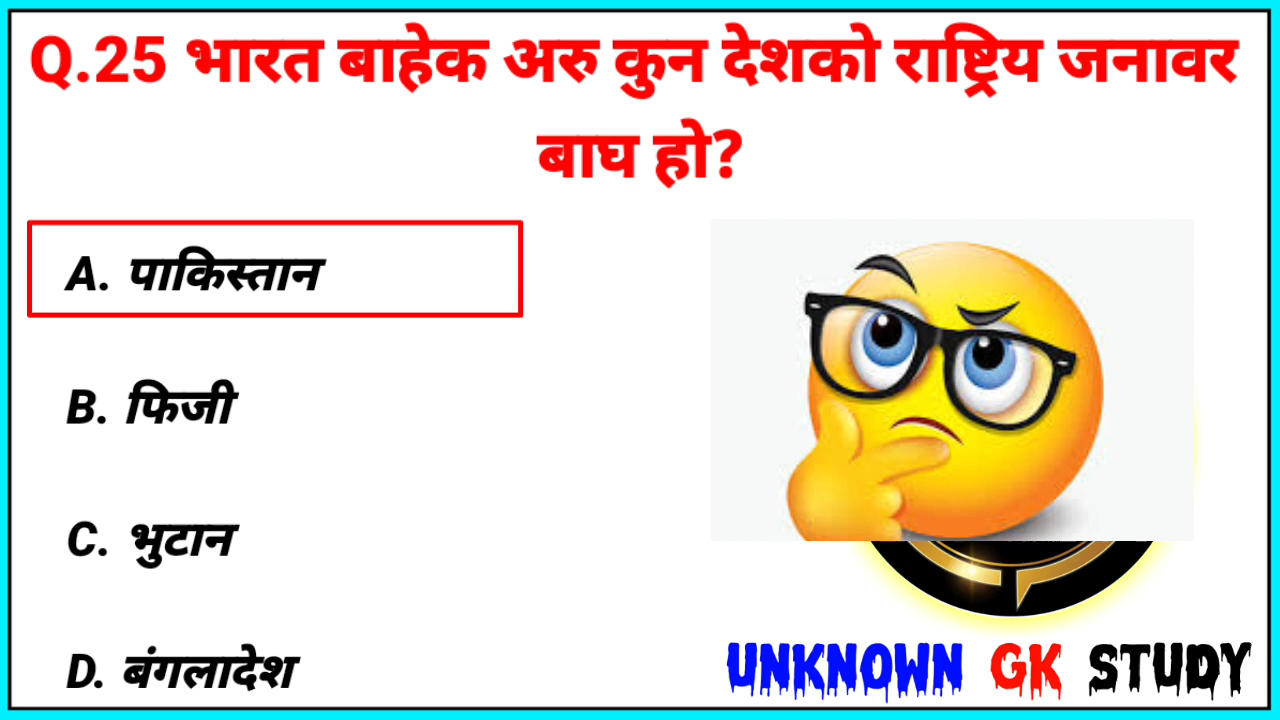 Q.25 भारत बाहेक अरु कुन देशको राष्ट्रिय जनावर
बाघ हो?
A. पाकिस्तान
B. फिजी
C. भुटान
D. बंगलादेश
UNKNOWN GK STUDY